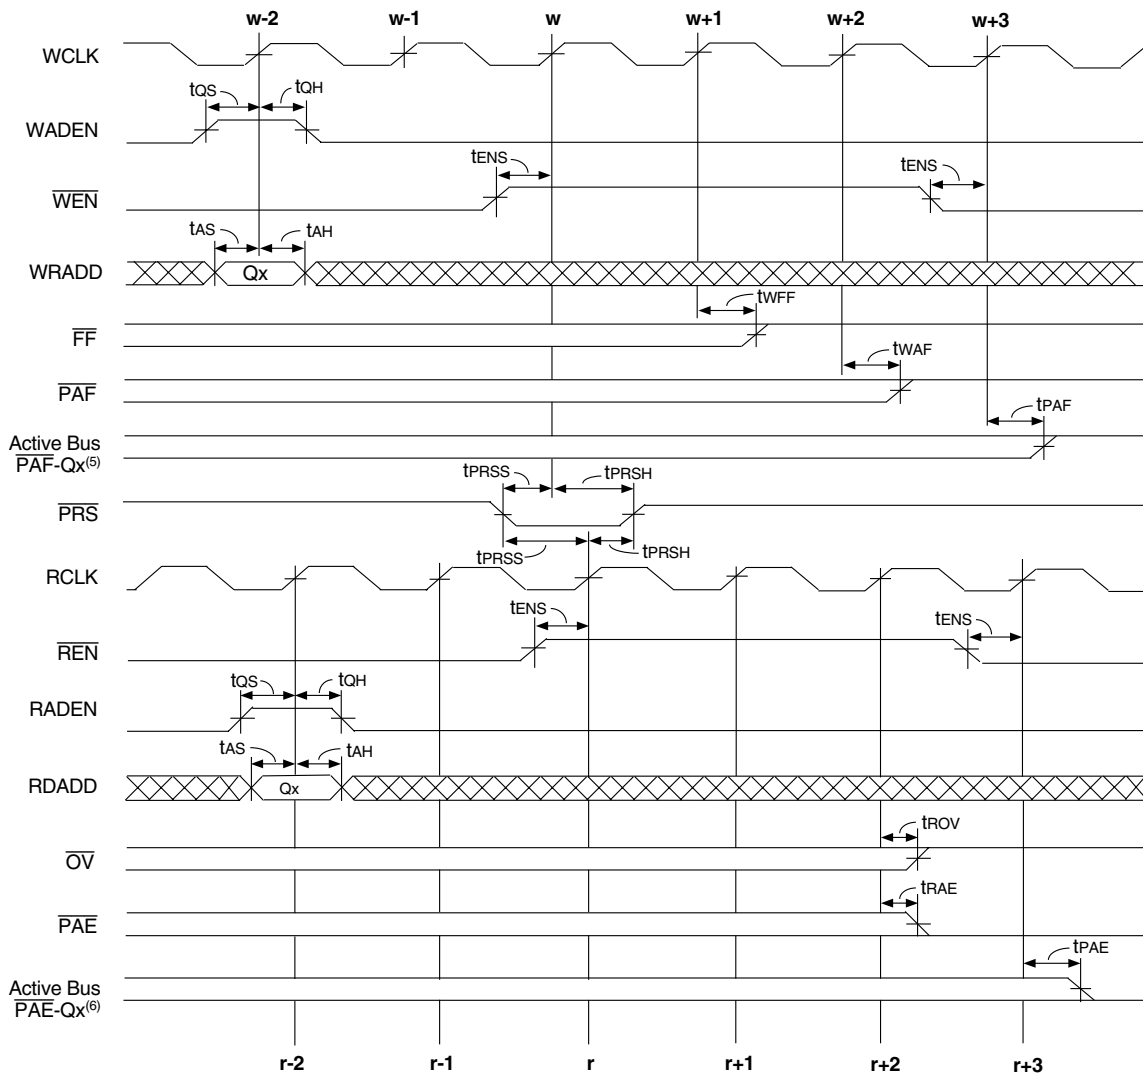 w-2 w-1 w w+1 w+2 w+3
WCLK
tQS tQH
WADEN
tENS tENS
WEN
tAS tAH
WRADD Qx
tWFF
FF
tWAF
PAF
tPAF
Active Bus
PAF-Qx(5)
tPRSS tPRSH
PRS
tPRSS tPRSH
RCLK
tENS tENS
REN
tQS tQH
RADEN
tAS tAH
RDADD Qx
tROV
OV
tRAE
PAE
tPAE
Active Bus
PAE-Qx(6)
r-2 r-1 r r+1 r+2 r+3